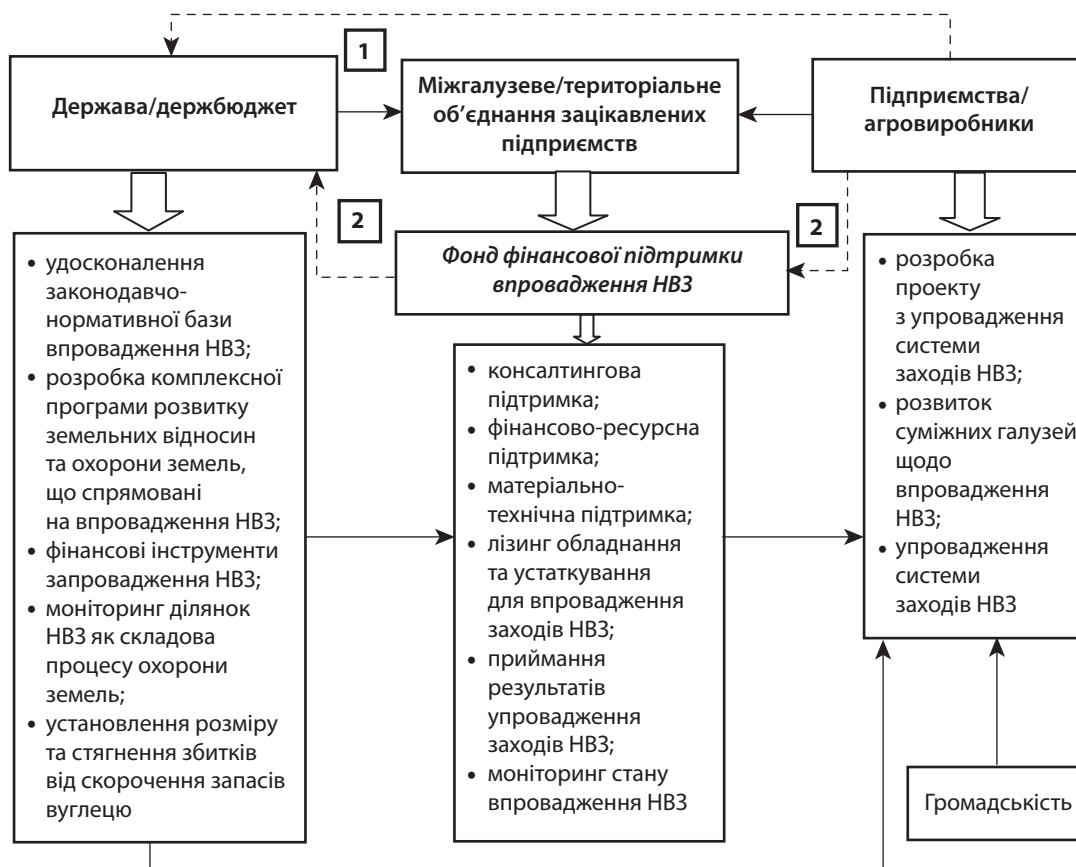 1
Держава/держбюджет
Міжгалузеве/територіальне
об’єднання зацікавлених
підприємств
Підприємства/
агровиробники
2
2
Фонд фінансової підтримки
впровадження НВЗ
• удосконалення
законодавчо-
нормативної бази
впровадження НВЗ;
• розробка комплексної
програми розвитку
земельних відносин
та охорони земель,
що спрямовані
на впровадження НВЗ;
• фінансові інструменти
запровадження НВЗ;
• моніторинг ділянок
НВЗ як складова
процесу охорони
земель;
• установлення розміру
та стягнення збитків
від скорочення запасів
вуглецю
• консалтингова
підтримка;
• фінансово-ресурсна
підтримка;
• матеріально-
технічна підтримка;
• лізинг обладнання
та устаткування
для впровадження
заходів НВЗ;
• приймання
результатів
упровадження
заходів НВЗ;
• моніторинг стану
впровадження НВЗ
• розробка
проекту
з упровадження
системи
заходів НВЗ;
• розвиток
суміжних галузей
щодо
впровадження
НВЗ;
• упровадження
системи
заходів НВЗ
Громадськість